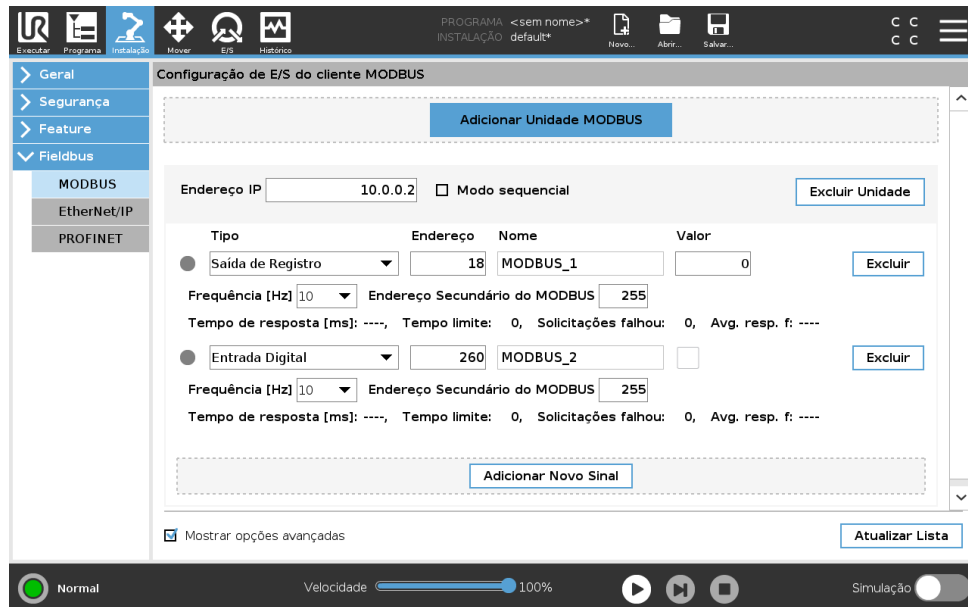 PROGRAMA <sem nome>*
INSTALAÇÃO default*
Executar Programa Instalação Mover E/S Histórico Novo... Abrir... Salvar...
C C
C C
Geral
Segurança
Feature
Fieldbus
MODBUS
EtherNet/IP
PROFINET
Configuração de E/S do cliente MODBUS
Adicionar Unidade MODBUS
Endereço IP 10.0.0.2 Modo sequencial Excluir Unidade
Tipo Endereço Nome Valor
Saída de Registro 18 MODBUS_1 0 Excluir
Frequência [Hz] 10 Endereço Secundário do MODBUS 255
Tempo de resposta [ms]: ----, Tempo limite: 0, Solicitações falhou: 0, Avg. resp. f: ----
Entrada Digital 260 MODBUS_2 Excluir
Frequência [Hz] 10 Endereço Secundário do MODBUS 255
Tempo de resposta [ms]: ----, Tempo limite: 0, Solicitações falhou: 0, Avg. resp. f: ----
Adicionar Novo Sinal
Mostrar opções avançadas Atualizar Lista
Normal Velocidade 100% Simulação